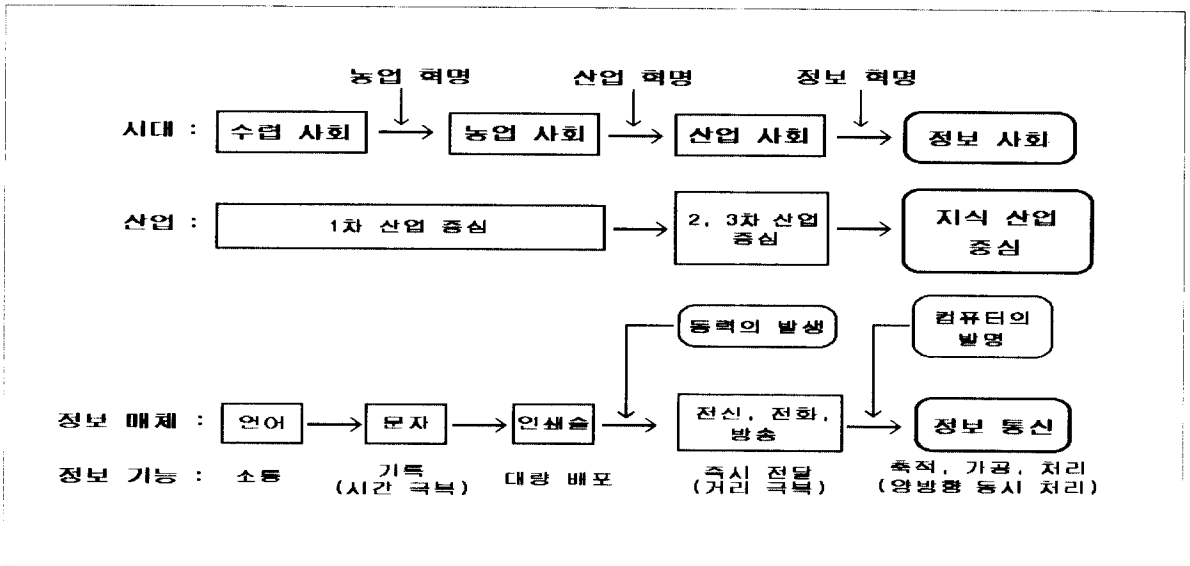 농업 혁명 산업 혁명 정보 혁명
시대 : 수렵 사회 농업 사회 산업 사회 정보 사회
산업 : 1차 산업 중심 2, 3차 산업 중심 지식 산업 중심
동력의 발생 컴퓨터의 발명
정보 매체 : 언어 문자 인쇄술 전신, 전화, 방송 정보 통신
정보 기능 : 소통 기록 (시간 극복) 대량 배포 즉시 전달 (거리 극복) 축적, 가공, 처리 (양방향 동시 처리)